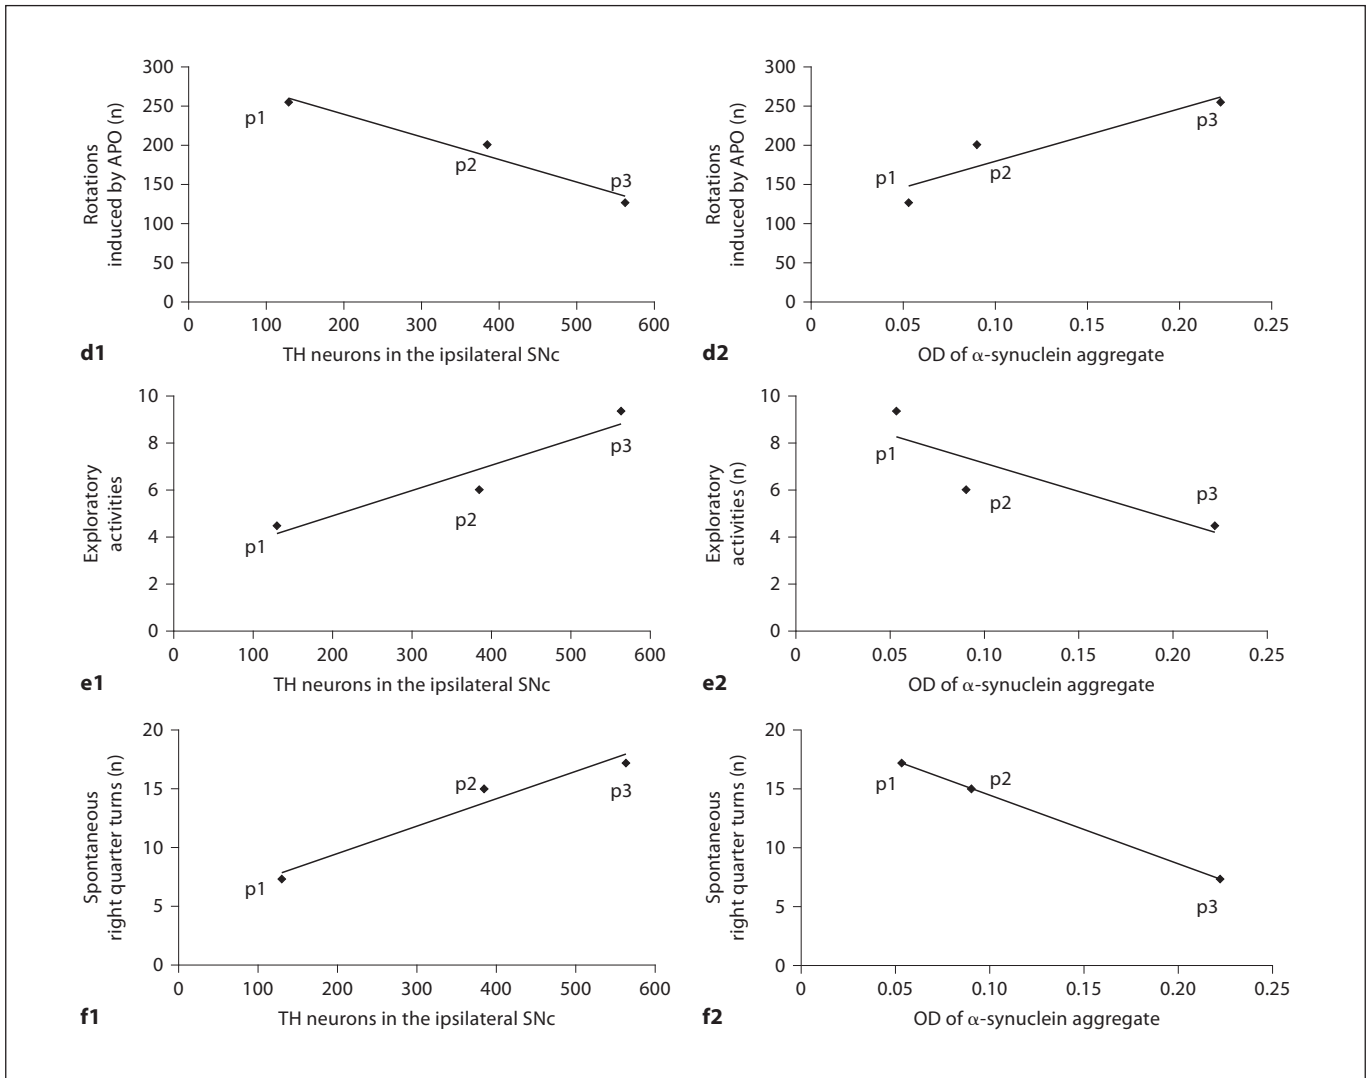 300
250
200
150
100
50
0
Rotations
induced by APO (n)
p1
p2
p3
0 100 200 300 400 500 600
d1 TH neurons in the ipsilateral SNc
300
250
200
150
100
50
0
Rotations
induced by APO (n)
p1
p2
p3
0 0.05 0.10 0.15 0.20 0.25
d2 OD of α-synuclein aggregate
10
8
6
4
2
0
Exploratory
activities
p1
p2
p3
0 100 200 300 400 500 600
e1 TH neurons in the ipsilateral SNc
10
8
6
4
2
0
Exploratory
activities (n)
p1
p2
p3
0 0.05 0.10 0.15 0.20 0.25
e2 OD of α-synuclein aggregate
20
15
10
5
0
Spontaneous
right quarter turns (n)
p1
p2
p3
0 100 200 300 400 500 600
f1 TH neurons in the ipsilateral SNc
20
15
10
5
0
Spontaneous
right quarter turns (n)
p1
p2
p3
0 0.05 0.10 0.15 0.20 0.25
f2 OD of α-synuclein aggregate